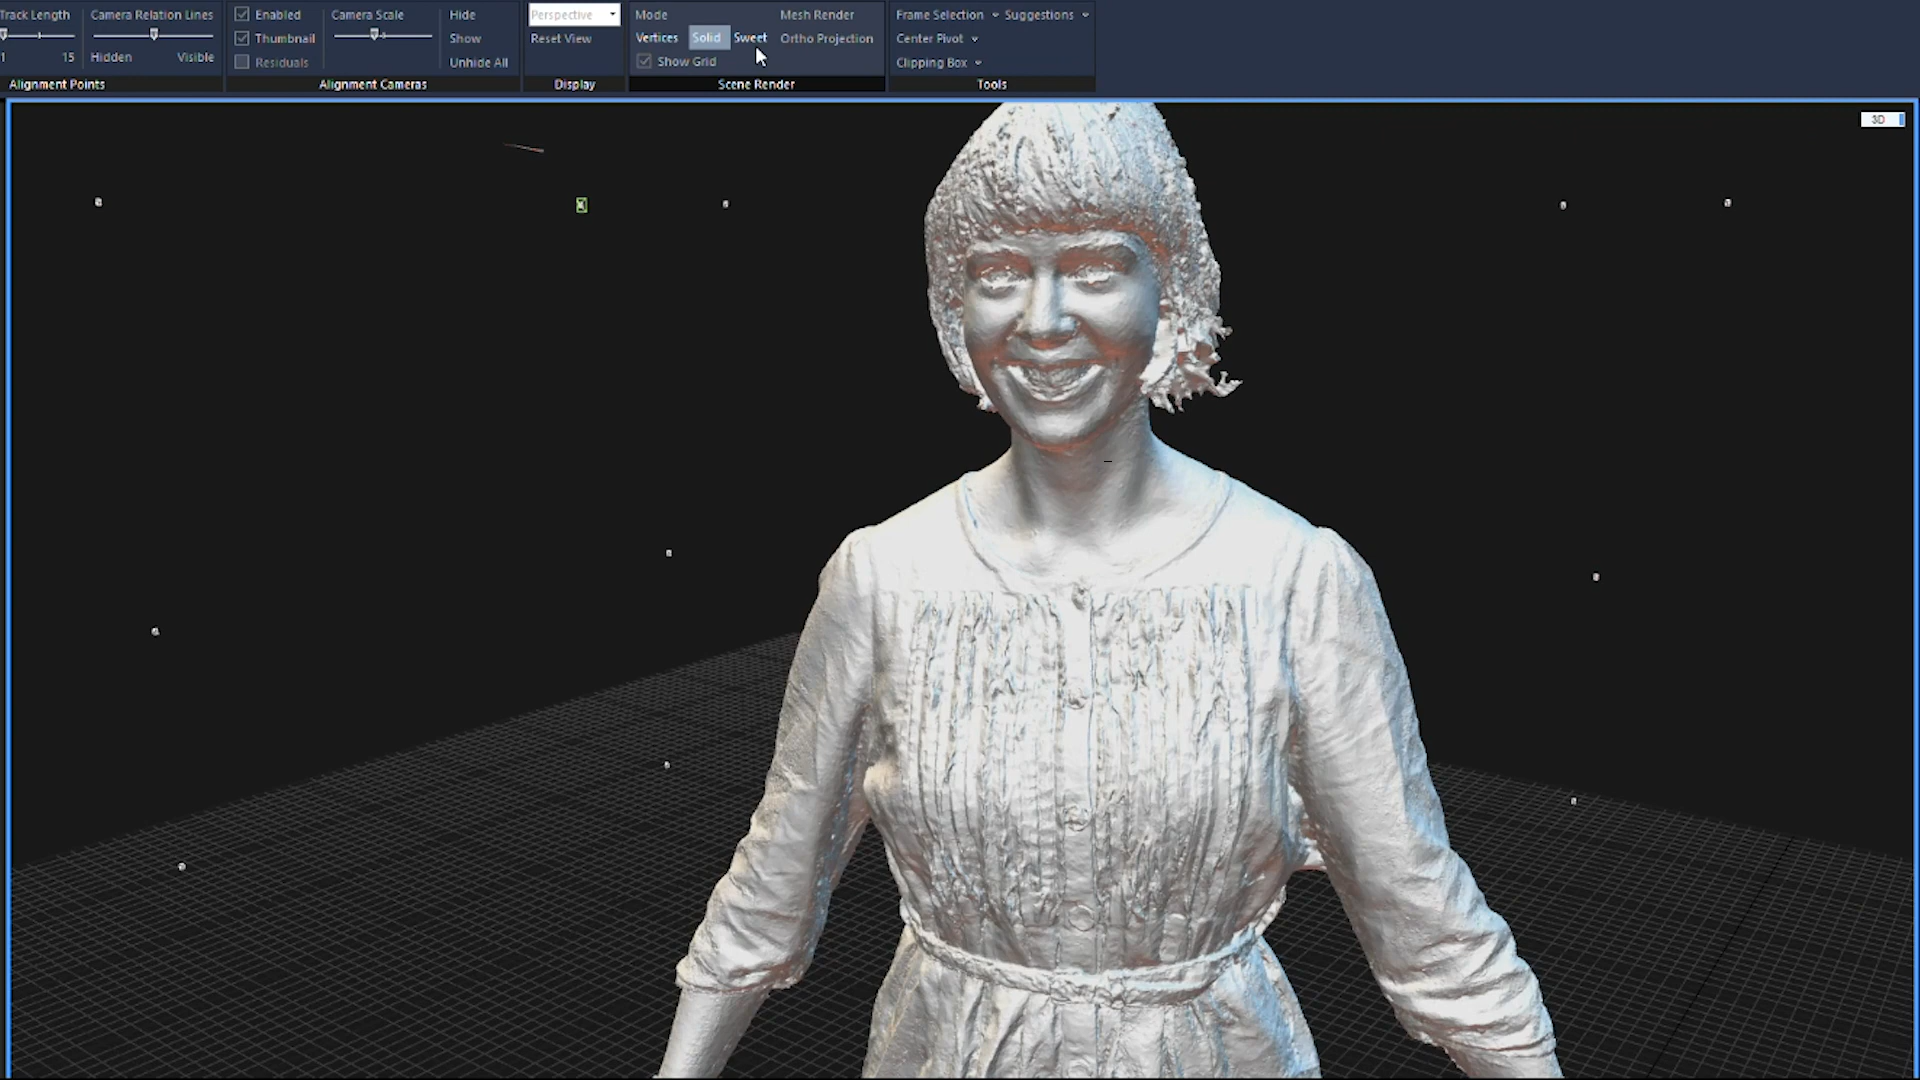 Track Length
Camera Relation Lines
Enabled
Camera Scale
Hide
Perspective
Mode
Mesh Render
Frame Selection
Suggestions
Thumbnail
Show
Reset View
Vertices
Solid
Sweet
Ortho Projection
Center Pivot
1
15
Hidden
Visible
Residuals
Unhide All
Show Grid
Clipping Box
Alignment Points
Alignment Cameras
Display
Scene Render
Tools
3D